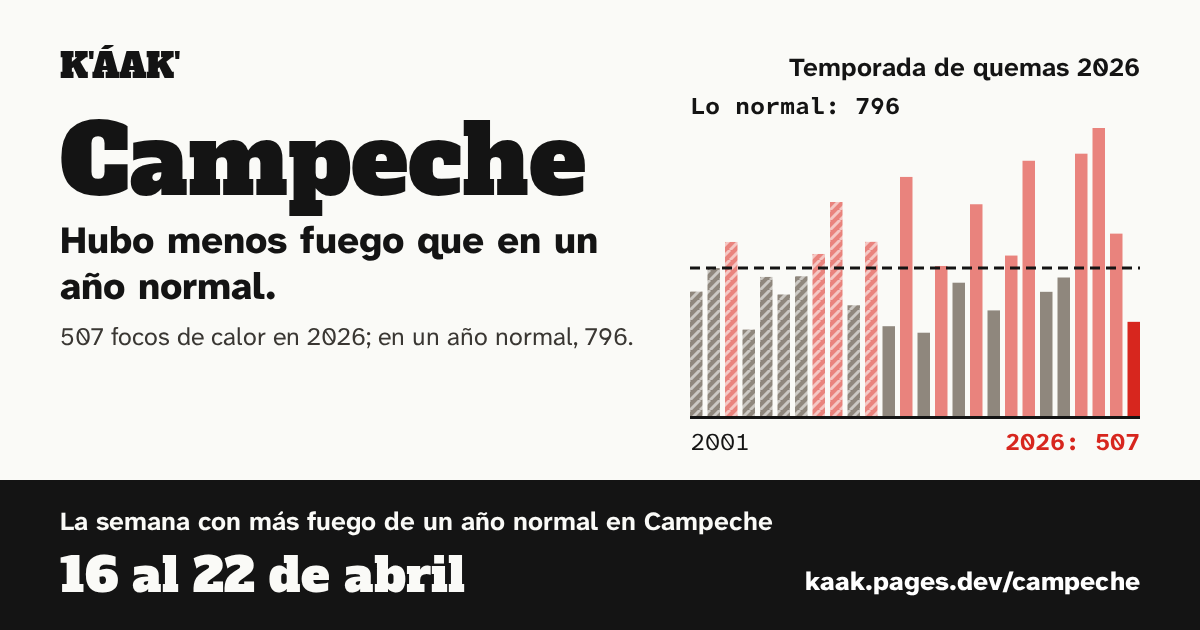 K'ÁAK'
Campeche
Hubo menos fuego que en un
año normal.
507 focos de calor en 2026; en un año normal, 796.
Temporada de quemas 2026
Lo normal: 796
2001
2026: 507
La semana con más fuego de un año normal en Campeche
16 al 22 de abril
kaak.pages.dev/campeche